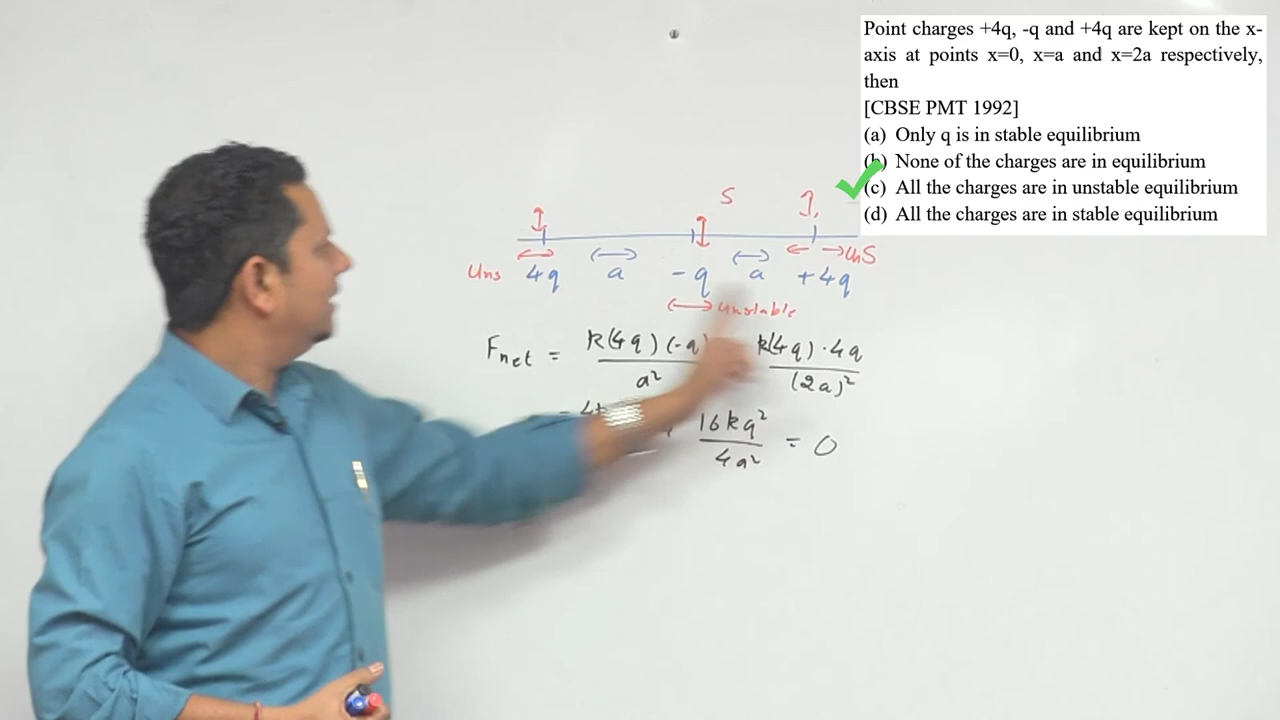 Point charges +4q, -q and +4q are kept on the x-
axis at points x=0, x=a and x=2a respectively,
then
[CBSE PMT 1992]
(a) Only q is in stable equilibrium
(b) None of the charges are in equilibrium
(c) All the charges are in unstable equilibrium
(d) All the charges are in stable equilibrium
S
Uns 4q a -q a +4q UnS
Unstable
Fnet = k(4q)(-q) / a² k(4q)·4q / (2a)²
16kq² / 4a² = 0